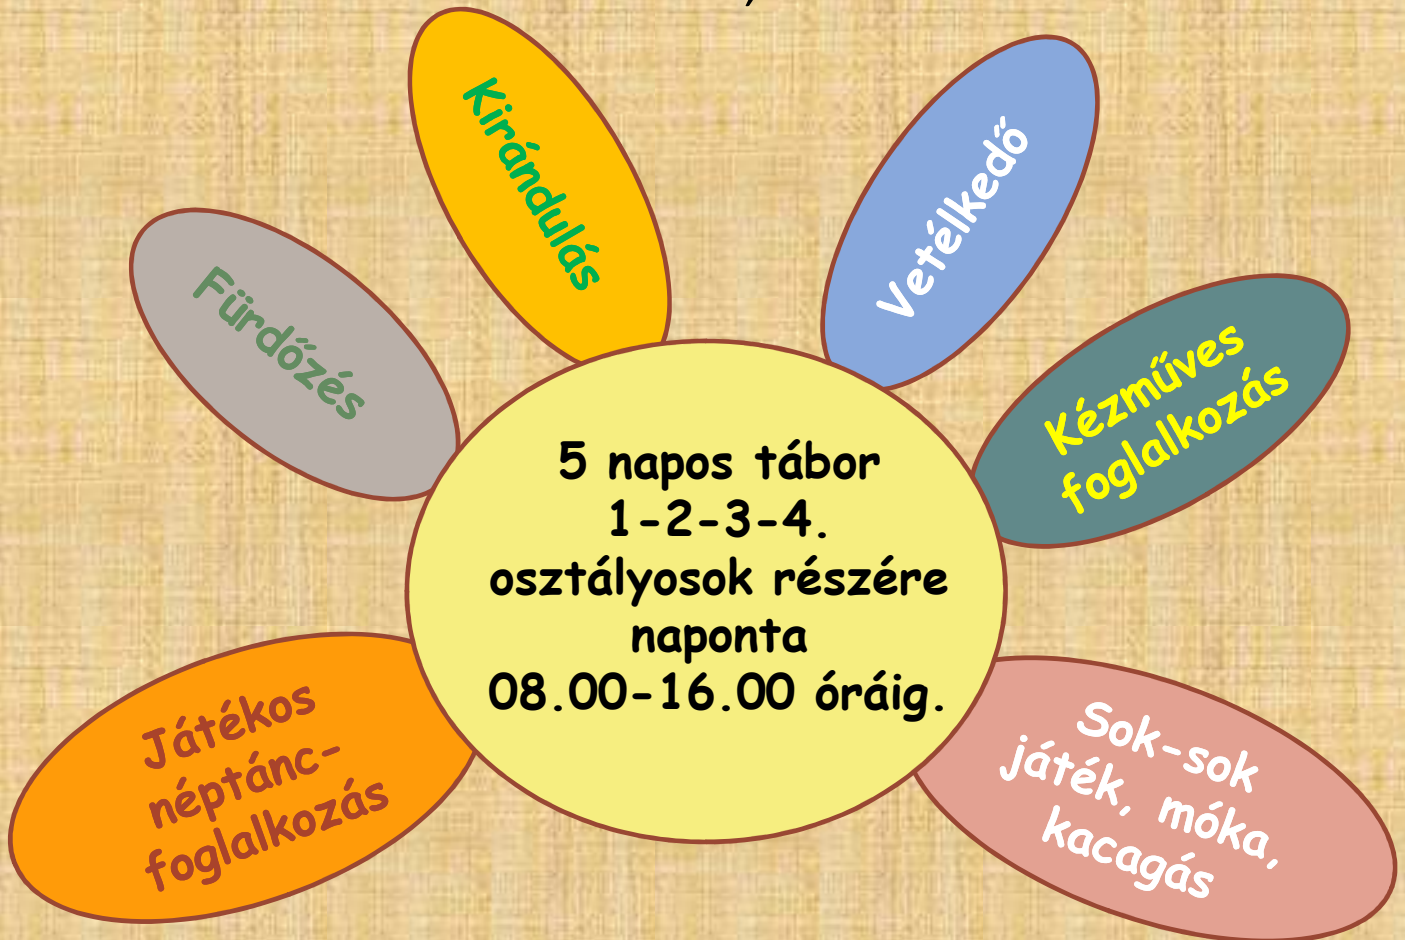 Kirándulás
Vetélkedő
Fürdőzés
Kézműves
foglalkozás
5 napos tábor
1-2-3-4.
osztályosok részére
naponta
08.00-16.00 óráig.
Játékos
néptánc-
foglalkozás
Sok-sok
játék, móka,
kacagás